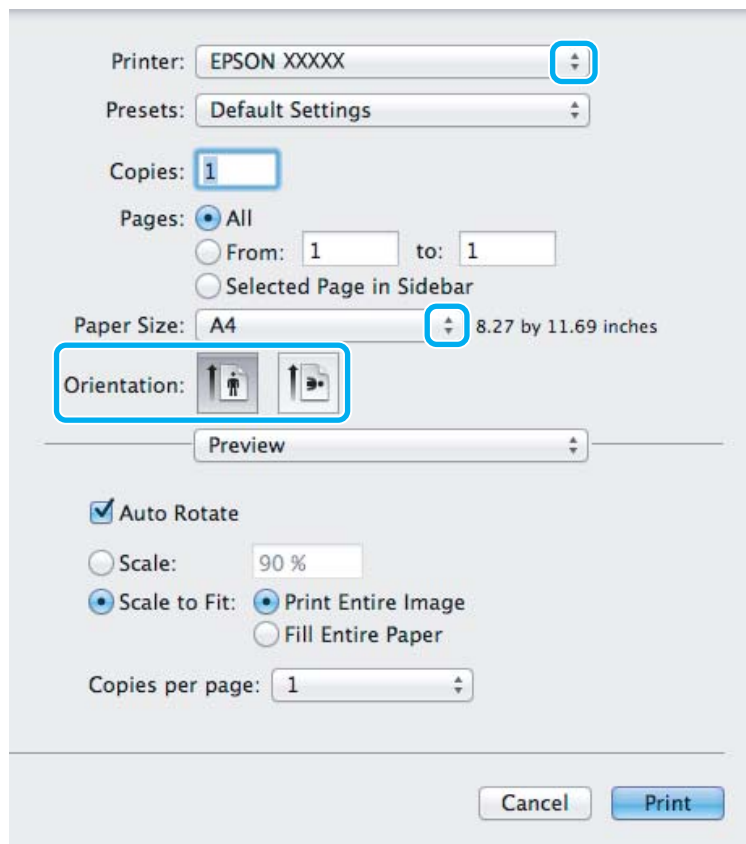 Printer: EPSON XXXXX
Presets: Default Settings
Copies: 1
Pages: All
From: 1 to: 1
Selected Page in Sidebar
Paper Size: A4 8.27 by 11.69 inches
Orientation:
Preview
Auto Rotate
Scale: 90 %
Scale to Fit: Print Entire Image
Fill Entire Paper
Copies per page: 1
Cancel Print